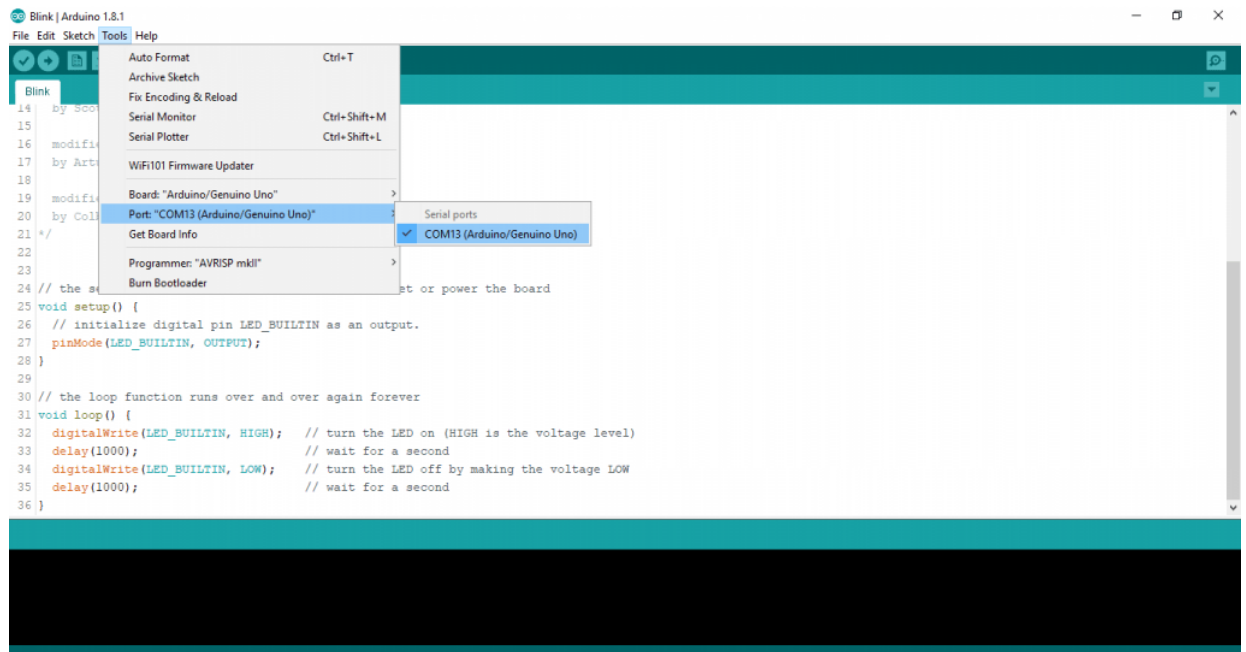 Blink | Arduino 1.8.1
File Edit Sketch Tools Help
Auto Format Ctrl+T
Archive Sketch
Fix Encoding & Reload
Serial Monitor Ctrl+Shift+M
Serial Plotter Ctrl+Shift+L
WiFi101 Firmware Updater
Board: "Arduino/Genuino Uno"
Port: "COM13 (Arduino/Genuino Uno)"
Get Board Info
Programmer: "AVRISP mkII"
Burn Bootloader
Serial ports
COM13 (Arduino/Genuino Uno)
Blink
14 by
15
16
17 by
18
19
20 by
21 */
22
23
24 // the or power the board
25 void setup() {
26 // initialize digital pin LED_BUILTIN as an output.
27 pinMode(LED_BUILTIN, OUTPUT);
28 }
29
30 // the loop function runs over and over again forever
31 void loop() {
32 digitalWrite(LED_BUILTIN, HIGH); // turn the LED on (HIGH is the voltage level)
33 delay(1000); // wait for a second
34 digitalWrite(LED_BUILTIN, LOW); // turn the LED off by making the voltage LOW
35 delay(1000); // wait for a second
36 }